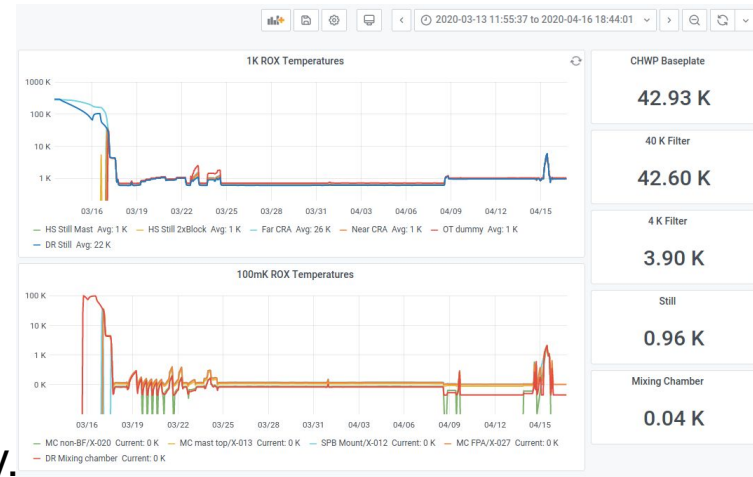 2020-03-13 11:55:37 to 2020-04-16 18:44:01
1K ROX Temperatures
1000 K
100 K
10 K
1 K
03/16 03/19 03/22 03/25 03/28 03/31 04/03 04/06 04/09 04/12 04/15
HS Still Mast Avg: 1 K HS Still 2xBlock Avg: 1 K Far CRA Avg: 26 K Near CRA Avg: 1 K OT dummy Avg: 1 K
DR Still Avg: 22 K
100mK ROX Temperatures
100 K
10 K
1 K
0 K
03/16 03/19 03/22 03/25 03/28 03/31 04/03 04/06 04/09 04/12 04/15
MC non-BF/X-020 Current: 0 K MC mast top/X-013 Current: 0 K SPB Mount/X-012 Current: 0 K MC FPA/X-027 Current: 0 K
DR Mixing chamber Current: 0 K
CHWP Baseplate
42.93 K
40 K Filter
42.60 K
4 K Filter
3.90 K
Still
0.96 K
Mixing Chamber
0.04 K